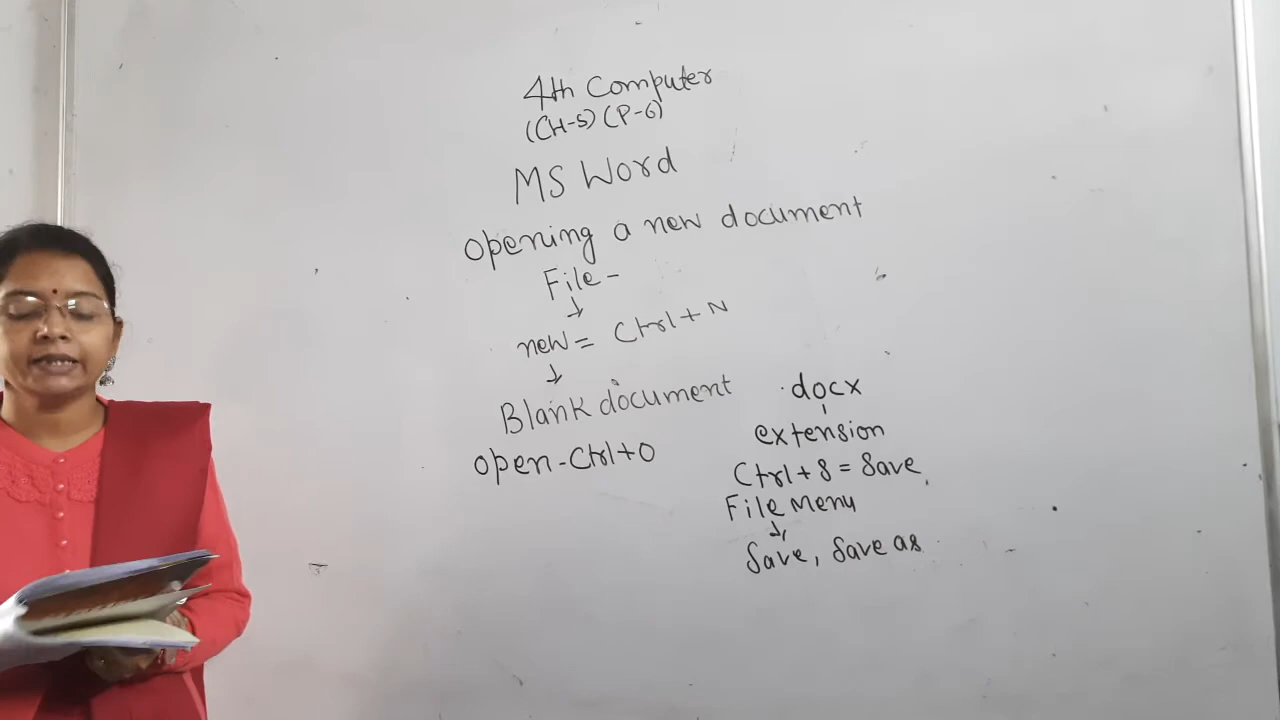 4th Computer
(CH-5) (P-6)
MS Word
opening a new document
File -
↓
new = Ctrl + N
↓
Blank document
open - Ctrl + O
.docx
extension
Ctrl + S = Save
File Menu
↓
Save, Save as